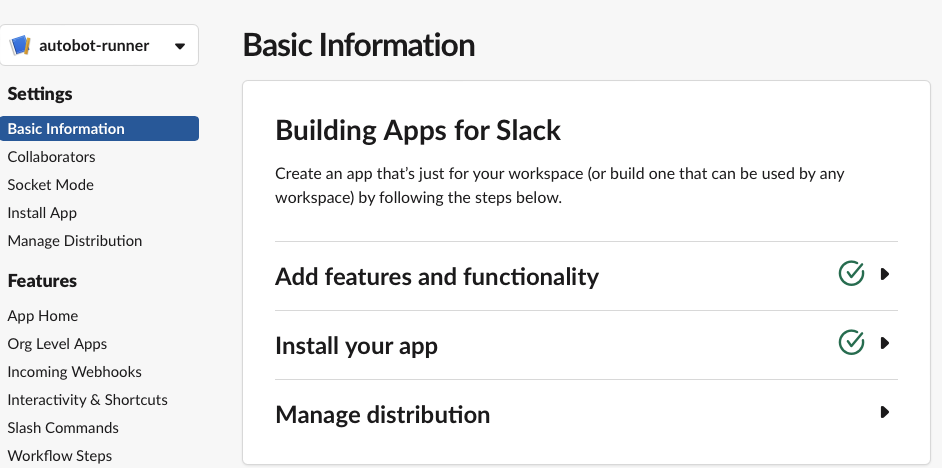 autobot-runner
Settings
Basic Information
Collaborators
Socket Mode
Install App
Manage Distribution
Features
App Home
Org Level Apps
Incoming Webhooks
Interactivity & Shortcuts
Slash Commands
Workflow Steps
Basic Information
Building Apps for Slack
Create an app that's just for your workspace (or build one that can be used by any
workspace) by following the steps below.
Add features and functionality
Install your app
Manage distribution